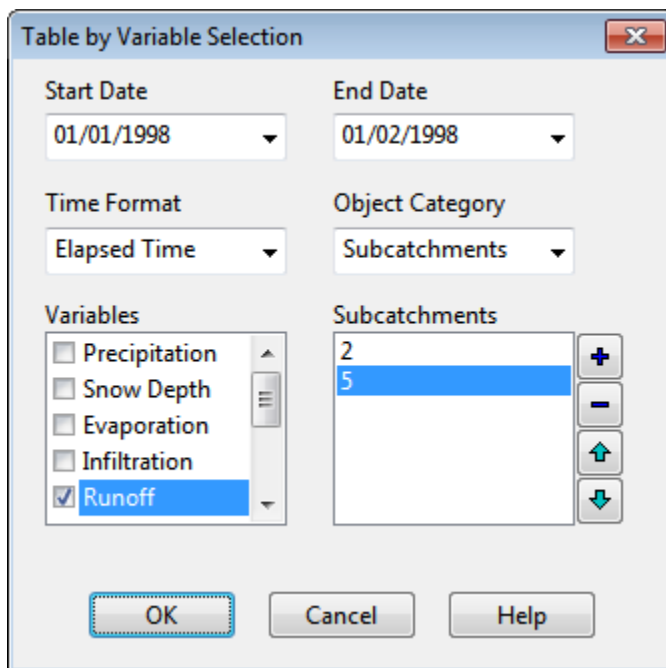 Table by Variable Selection
Start Date
End Date
01/01/1998
01/02/1998
Time Format
Object Category
Elapsed Time
Subcatchments
Variables
Subcatchments
Precipitation
Snow Depth
Evaporation
Infiltration
Runoff
2
5
OK
Cancel
Help